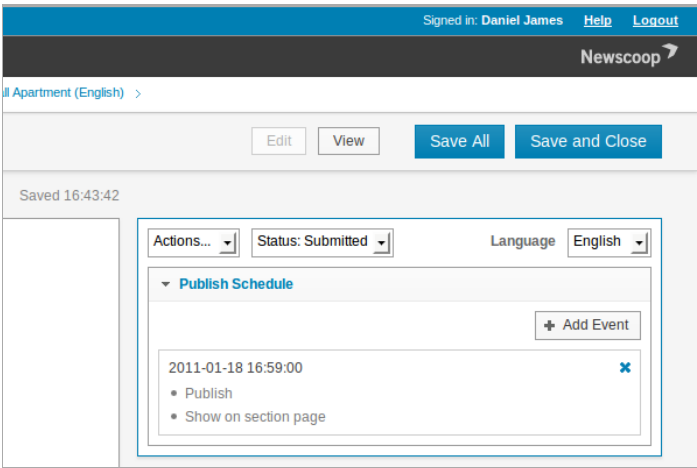 Signed in: Daniel James Help Logout
Newscoop
ll Apartment (English) >
Edit View Save All Save and Close
Saved 16:43:42
Actions... Status: Submitted Language English
Publish Schedule
+ Add Event
2011-01-18 16:59:00
• Publish
• Show on section page